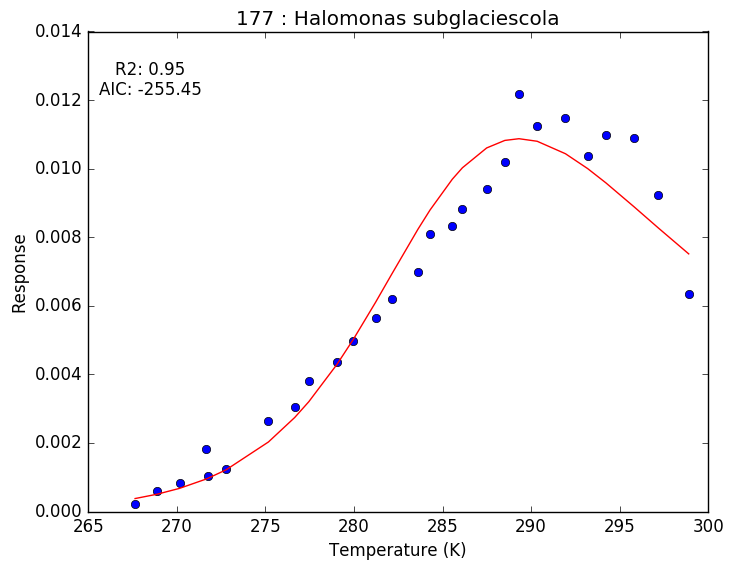 177 : Halomonas subglaciescola
R2: 0.95
AIC: -255.45
0.014
0.012
0.010
0.008
0.006
0.004
0.002
0.000
Response
265 270 275 280 285 290 295 300
Temperature (K)